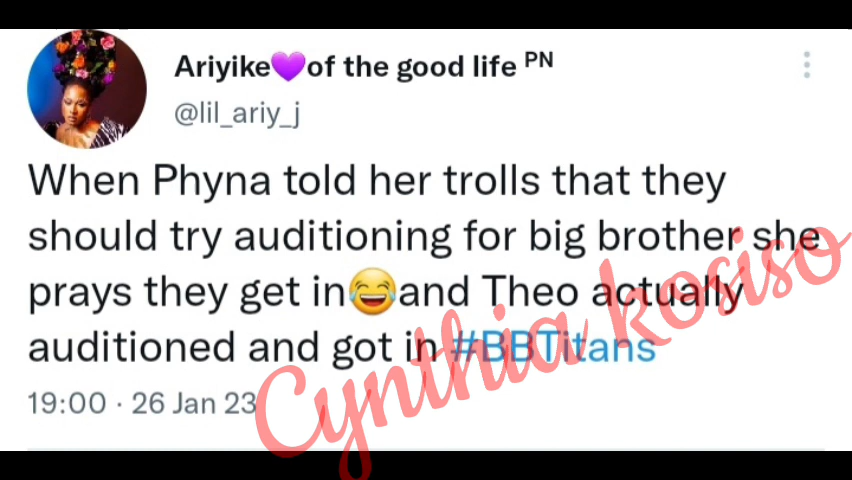 Ariyike💜of the good life PN
@lil_ariy_j
When Phyna told her trolls that they
should try auditioning for big brother she
prays they get in😂and Theo actually
auditioned and got in #BBTitans
19:00 · 26 Jan 23
Cynthia kosiso